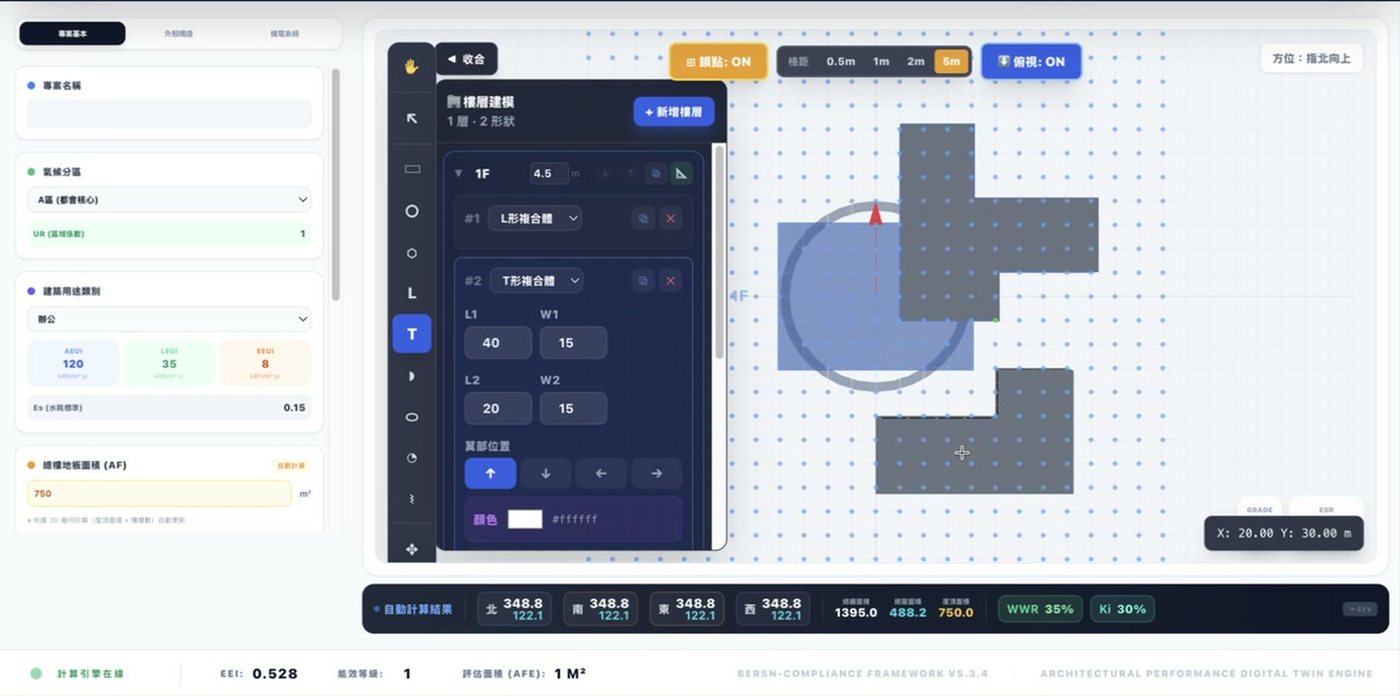 專案基本
外殼構造
機電系統
專案名稱
氣候分區
A區 (都會核心)
UR (區域係數)
1
建築用途類別
辦公
AEUI
120
LEUI
35
EEUI
8
Es (水耗標準)
0.15
總樓地板面積 (AF)
自動計算
750
m²
收合
樓層建模
1 層 · 2 形狀
+ 新增樓層
1F
4.5
m
#1
L形複合體
#2
T形複合體
L1
W1
40
15
L2
W2
20
15
翼部位置
顏色
#ffffff
L
T
鎖點: ON
格距
0.5m
1m
2m
5m
俯視: ON
方位：指北向上
4F
GRADE
ESR
X: 20.00 Y: 30.00 m
自動計算結果
北
348.8
122.1
南
348.8
122.1
東
348.8
122.1
西
348.8
122.1
1395.0
488.2
屋頂面積
750.0
WWR 35%
Ki 30%
計算引擎在線
EEI: 0.528
能效等級: 1
評估面積 (AFE): 1 M²
BERSN-COMPLIANCE FRAMEWORK V5.3.4
ARCHITECTURAL PERFORMANCE DIGITAL TWIN ENGINE